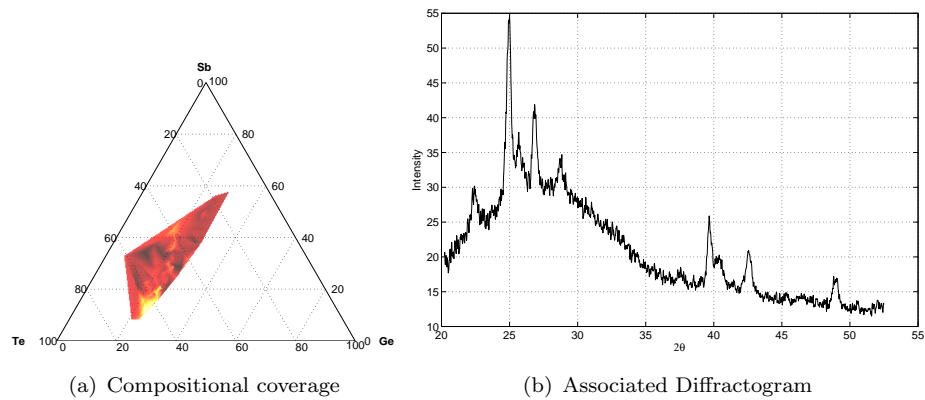 Sb
0 100
20 80
40 60
60 40
80 20
Te 100 0 20 40 60 80 100 0 Ge
(a) Compositional coverage
55
50
45
40
35
30
25
20
15
10
Intensity
20 25 30 35 40 45 50 55
2θ
(b) Associated Diffractogram